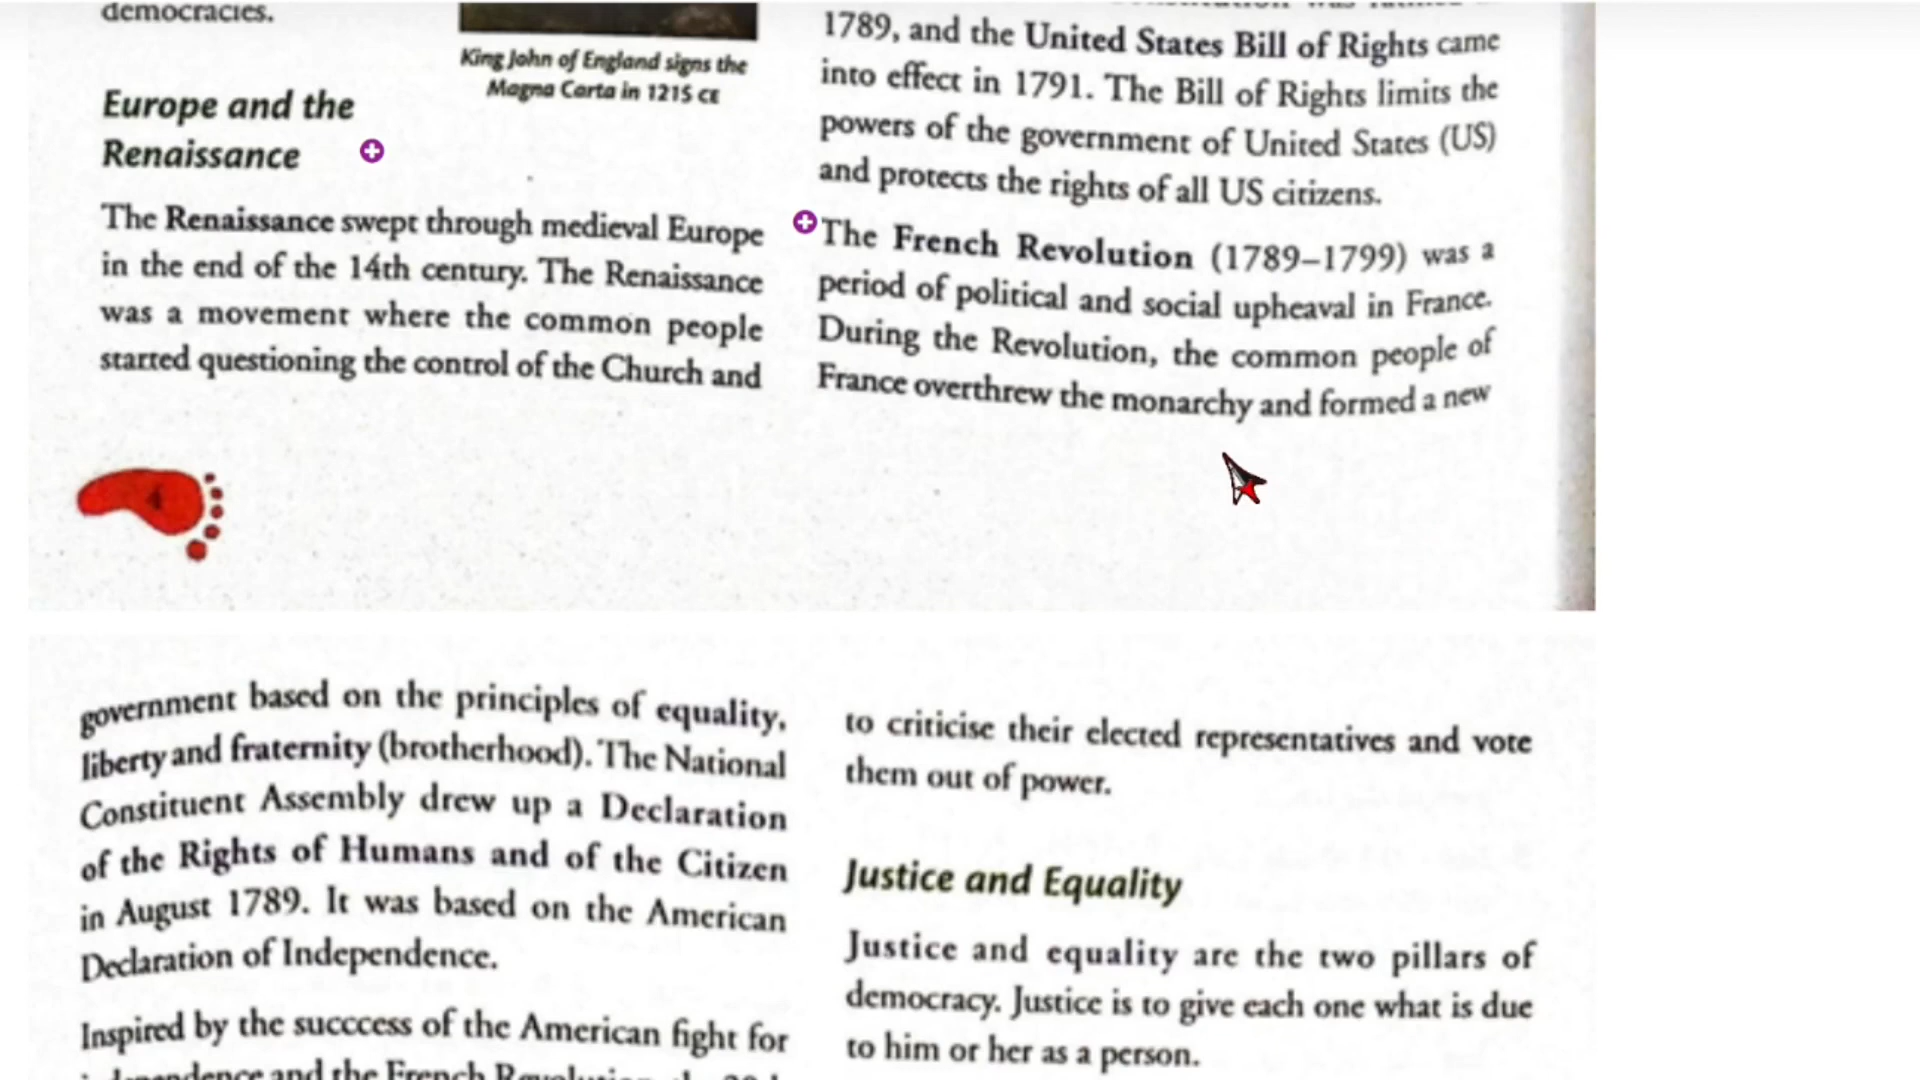 democracies.
King John of England signs the
Magna Carta in 1215 CE
Europe and the
Renaissance
The Renaissance swept through medieval Europe
in the end of the 14th century. The Renaissance
was a movement where the common people
started questioning the control of the Church and
4
1789, and the United States Bill of Rights came
into effect in 1791. The Bill of Rights limits the
powers of the government of United States (US)
and protects the rights of all US citizens.
The French Revolution (1789–1799) was a
period of political and social upheaval in France.
During the Revolution, the common people of
France overthrew the monarchy and formed a new
government based on the principles of equality,
liberty and fraternity (brotherhood). The National
Constituent Assembly drew up a Declaration
of the Rights of Humans and of the Citizen
in August 1789. It was based on the American
Declaration of Independence.
Inspired by the succcess of the American fight for
and the French Revolution
to criticise their elected representatives and vote
them out of power.
Justice and Equality
Justice and equality are the two pillars of
democracy. Justice is to give each one what is due
to him or her as a person.